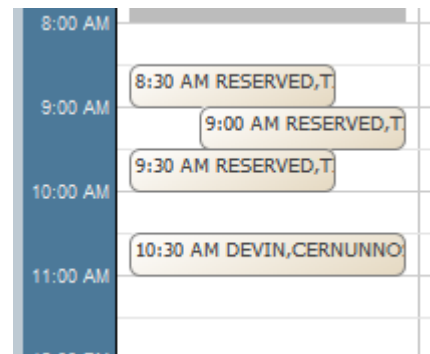 8:00 AM
8:30 AM RESERVED,T
9:00 AM
9:00 AM RESERVED,T
9:30 AM RESERVED,T
10:00 AM
10:30 AM DEVIN,CERNUNNO
11:00 AM